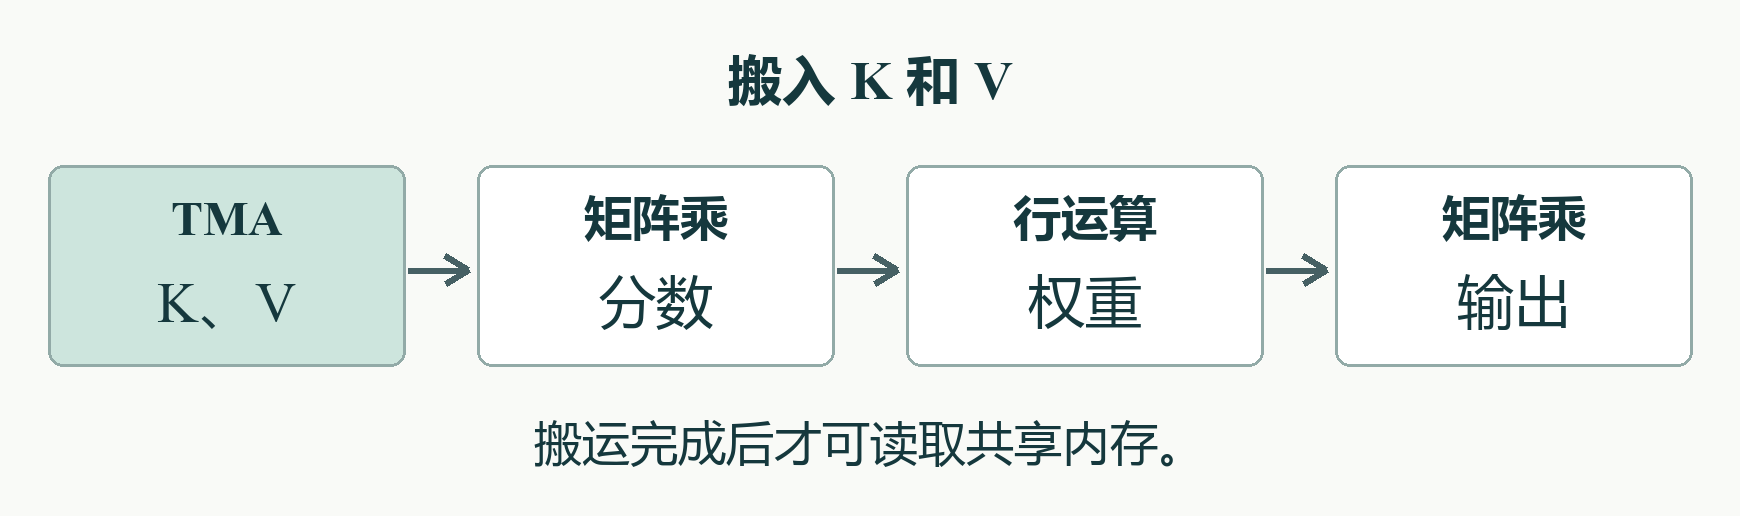 搬入 K 和 V
TMA
K、V
矩阵乘
分数
行运算
权重
矩阵乘
输出
搬运完成后才可读取共享内存。